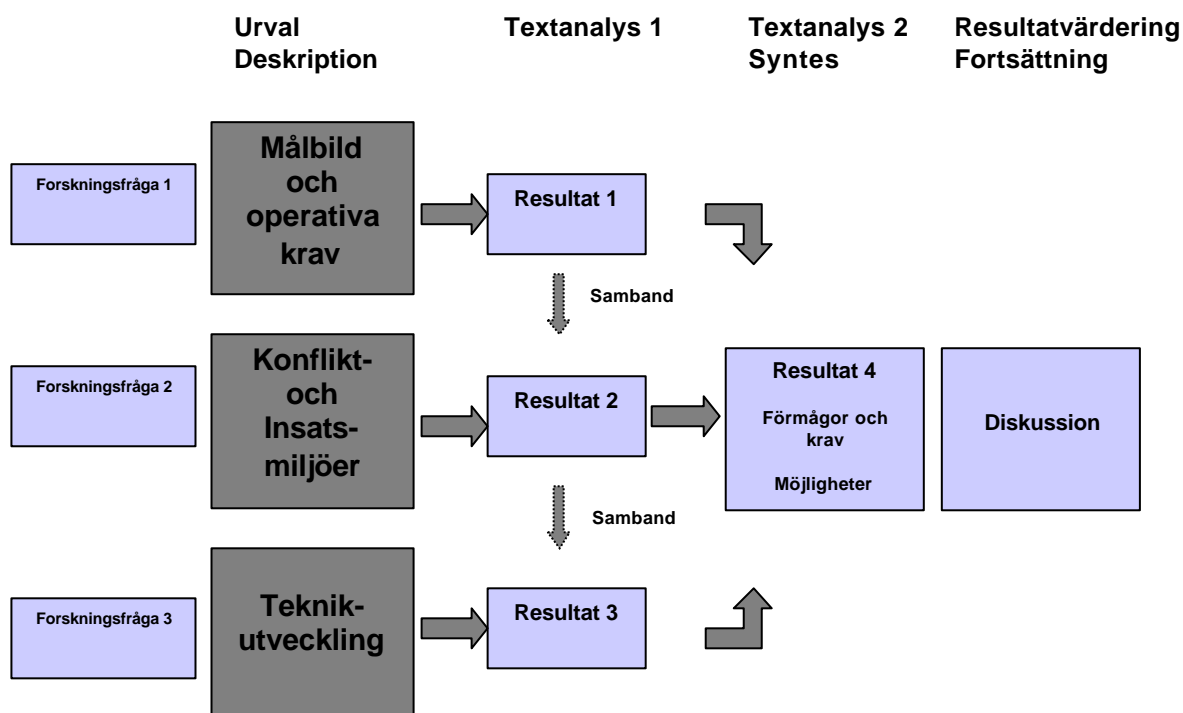 Urval
Deskription
Textanalys 1
Textanalys 2
Syntes
Resultatvärdering
Fortsättning
Forskningsfråga 1
Målbild
och
operativa
krav
Resultat 1
Samband
Forskningsfråga 2
Konflikt-
och
Insats-
miljöer
Resultat 2
Resultat 4
Förmågor och
krav
Möjligheter
Diskussion
Samband
Forskningsfråga 3
Teknik-
utveckling
Resultat 3